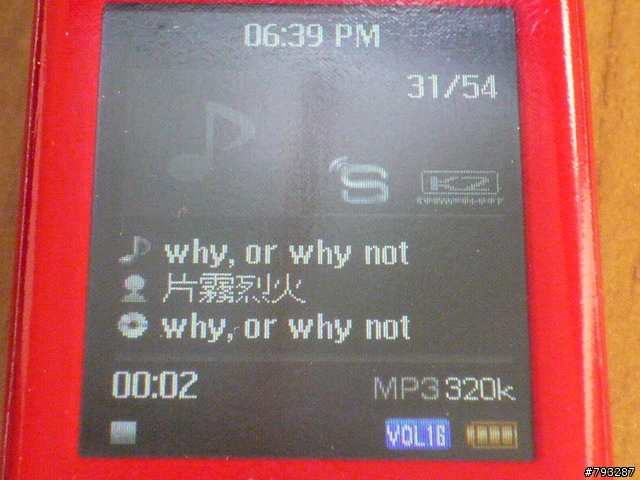 06:39 PM
31/54
S K2
why, or why not
片霧烈火
why, or why not
00:02 MP3 320k
VOL16
#793287